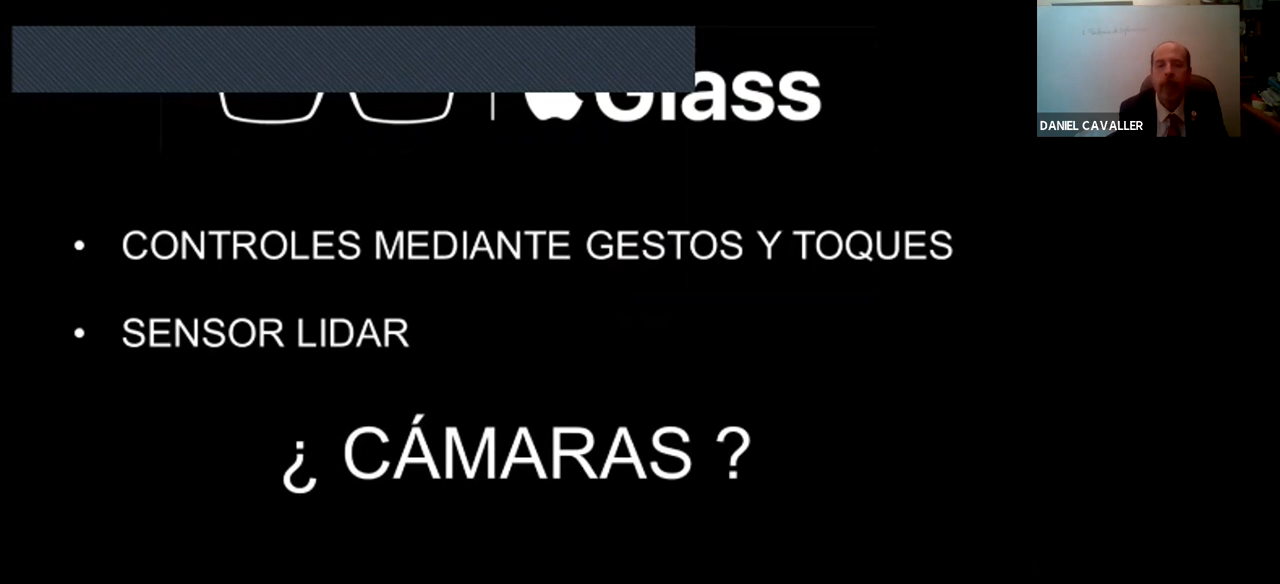 Glass
DANIEL CAVALLER
• CONTROLES MEDIANTE GESTOS Y TOQUES
• SENSOR LIDAR
¿ CÁMARAS ?